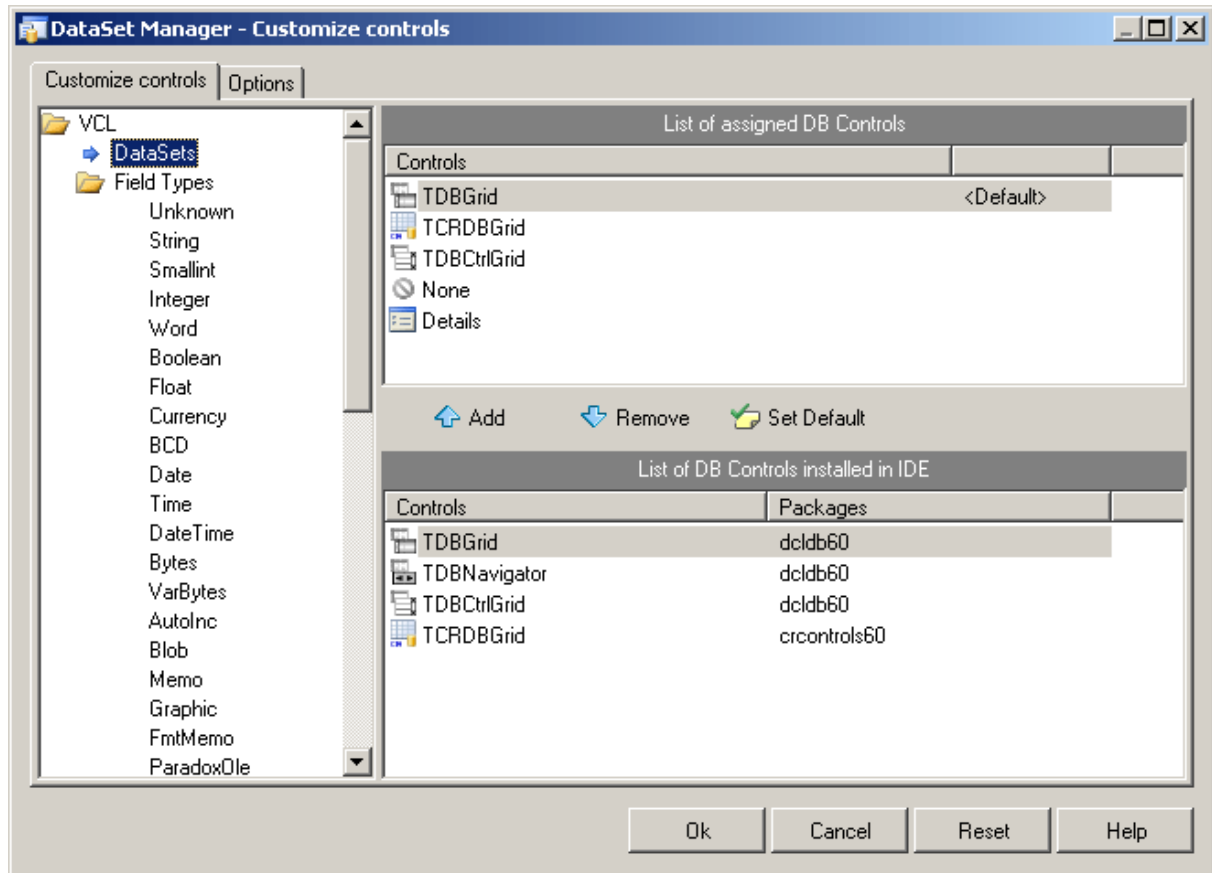 DataSet Manager - Customize controls
Customize controls Options
VCL
DataSets
Field Types
Unknown
String
Smallint
Integer
Word
Boolean
Float
Currency
BCD
Date
Time
DateTime
Bytes
VarBytes
AutoInc
Blob
Memo
Graphic
FmtMemo
ParadoxOle
List of assigned DB Controls
Controls
TDBGrid <Default>
TCRDBGrid
TDBCtrlGrid
None
Details
Add Remove Set Default
List of DB Controls installed in IDE
Controls Packages
TDBGrid dcldb60
TDBNavigator dcldb60
TDBCtrlGrid dcldb60
TCRDBGrid crcontrols60
Ok Cancel Reset Help